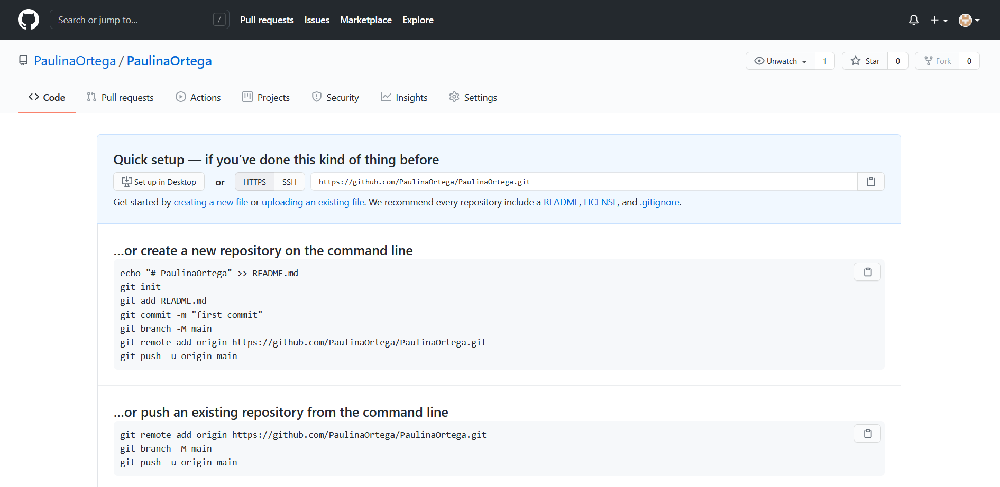 Search or jump to... /
Pull requests Issues Marketplace Explore
PaulinaOrtega / PaulinaOrtega
Unwatch 1 Star 0 Fork 0
Code Pull requests Actions Projects Security Insights Settings
Quick setup — if you’ve done this kind of thing before
Set up in Desktop or HTTPS SSH https://github.com/PaulinaOrtega/PaulinaOrtega.git
Get started by creating a new file or uploading an existing file. We recommend every repository include a README, LICENSE, and .gitignore.
…or create a new repository on the command line
echo "# PaulinaOrtega" >> README.md
git init
git add README.md
git commit -m "first commit"
git branch -M main
git remote add origin https://github.com/PaulinaOrtega/PaulinaOrtega.git
git push -u origin main
…or push an existing repository from the command line
git remote add origin https://github.com/PaulinaOrtega/PaulinaOrtega.git
git branch -M main
git push -u origin main